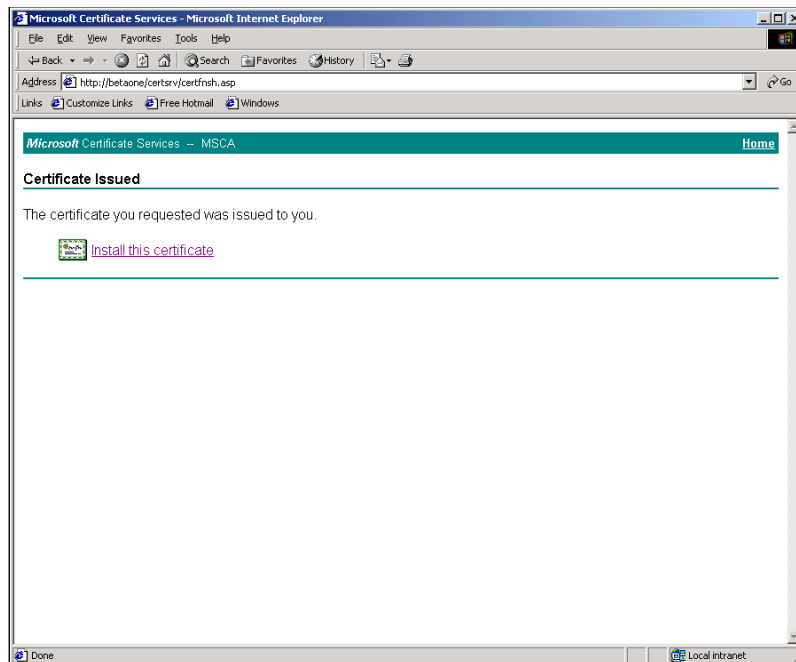 Microsoft Certificate Services - Microsoft Internet Explorer
File Edit View Favorites Tools Help
Back Search Favorites History
Address http://betaone/certsrv/certfnsh.asp Go
Links Customize Links Free Hotmail Windows
Microsoft Certificate Services -- MSCA Home
Certificate Issued
The certificate you requested was issued to you.
Install this certificate
Done Local intranet